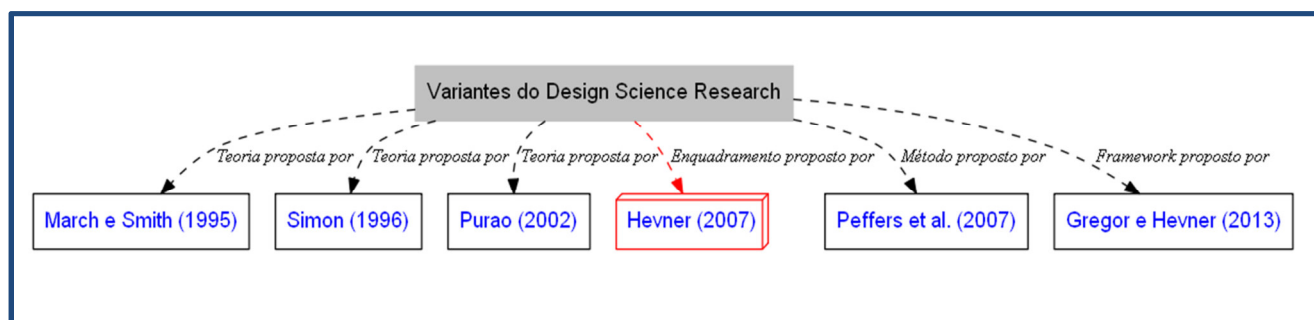 Variantes do Design Science Research
Teoria proposta por
Teoria proposta por
Teoria proposta por
Enquadramento proposto por
Método proposto por
Framework proposto por
March e Smith (1995)
Simon (1996)
Purao (2002)
Hevner (2007)
Peffers et al. (2007)
Gregor e Hevner (2013)